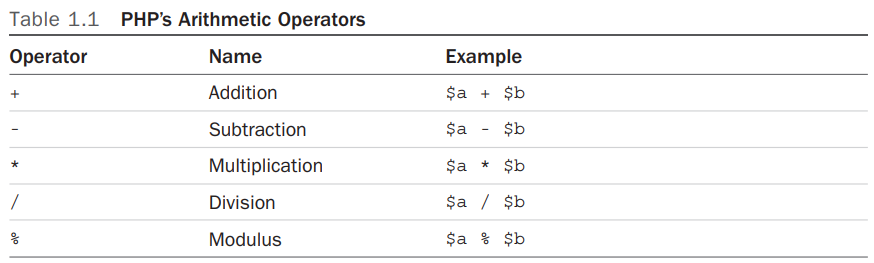 Table 1.1 PHP's Arithmetic Operators
Operator Name Example
+ Addition $a + $b
- Subtraction $a - $b
* Multiplication $a * $b
/ Division $a / $b
% Modulus $a % $b